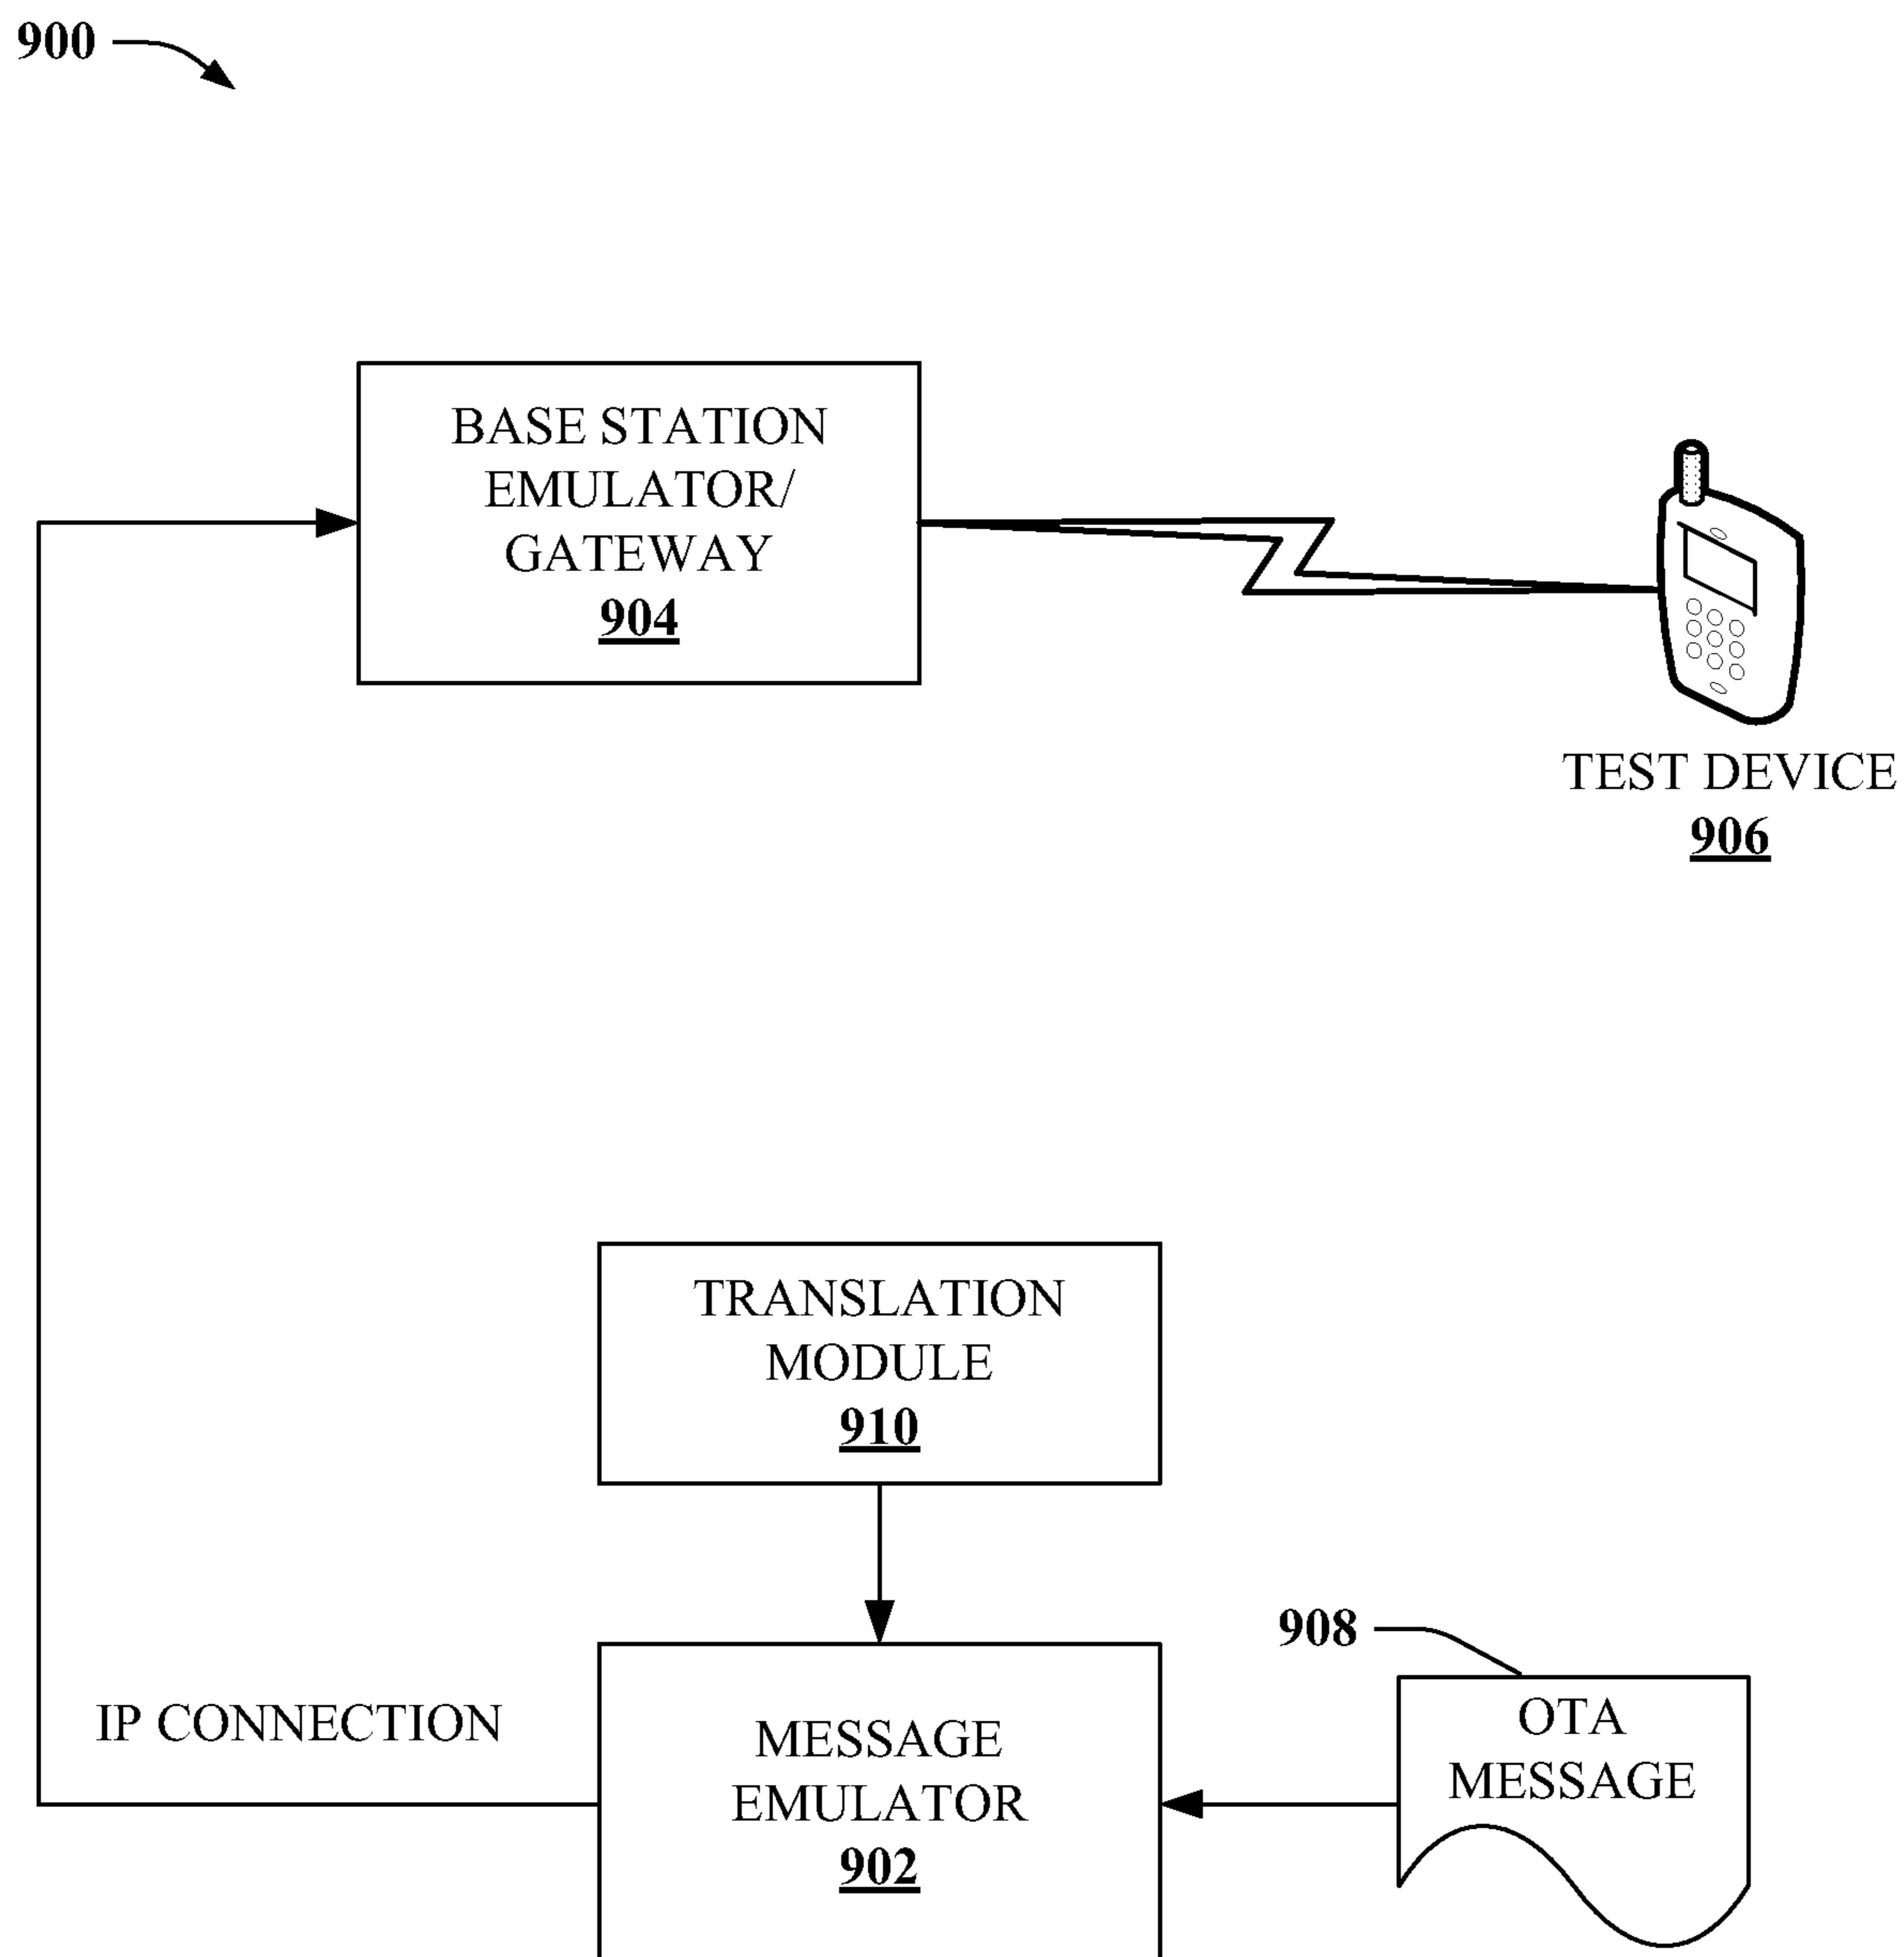 900
BASE STATION
EMULATOR/
GATEWAY
904
TEST DEVICE
906
TRANSLATION
MODULE
910
908
IP CONNECTION
MESSAGE
EMULATOR
902
OTA
MESSAGE